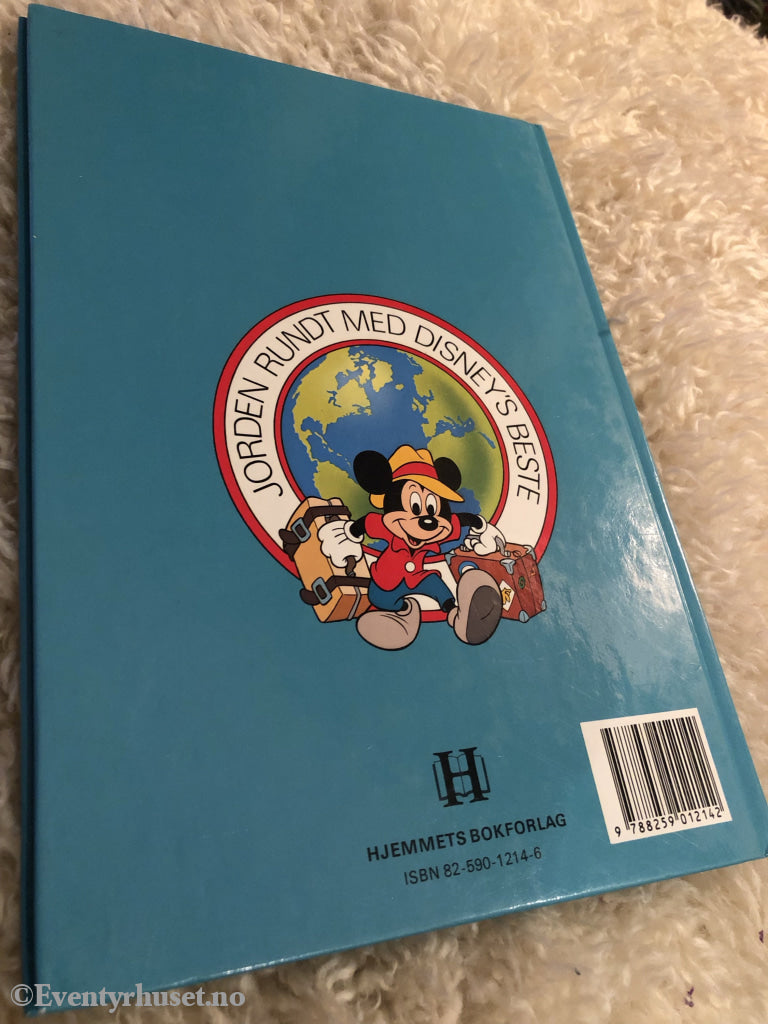 JORDEN RUNDT MED DISNEY'S BESTE
H
HJEMMETS BOKFORLAG
ISBN 82-590-1214-6
9 788259 012142
©Eventyrhuset.no